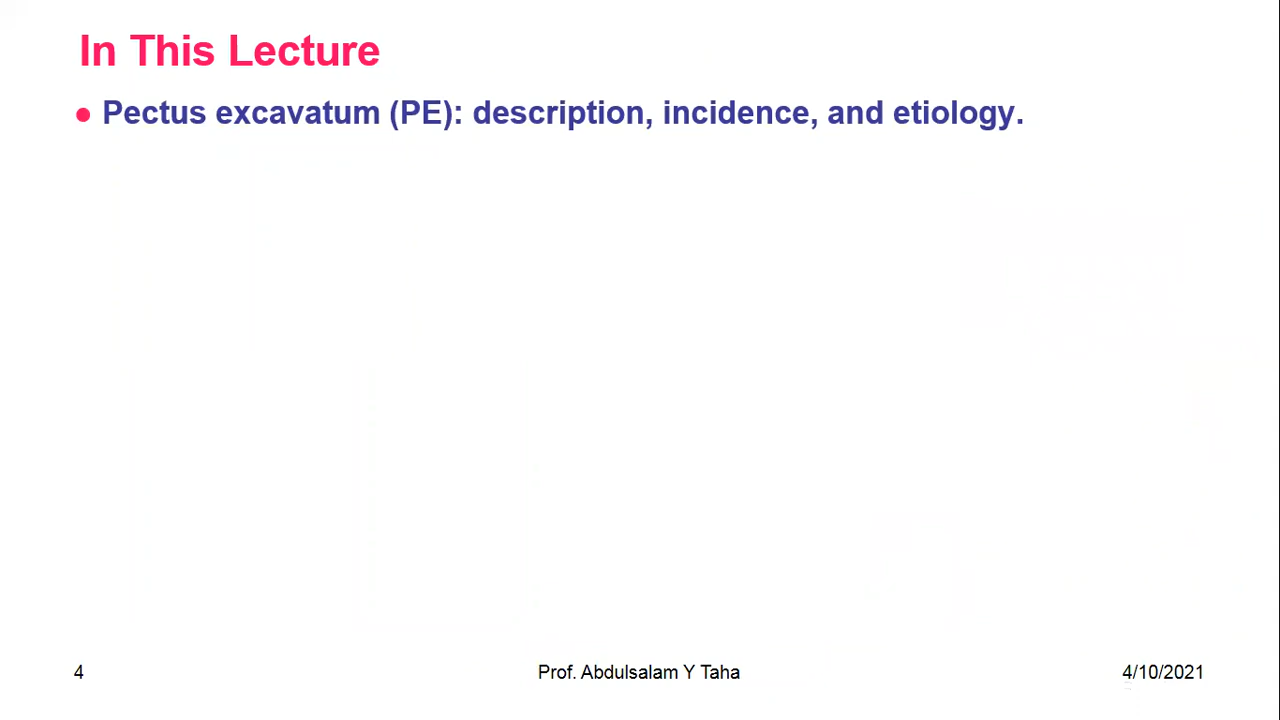 In This Lecture
• Pectus excavatum (PE): description, incidence, and etiology.
4
Prof. Abdulsalam Y Taha
4/10/2021